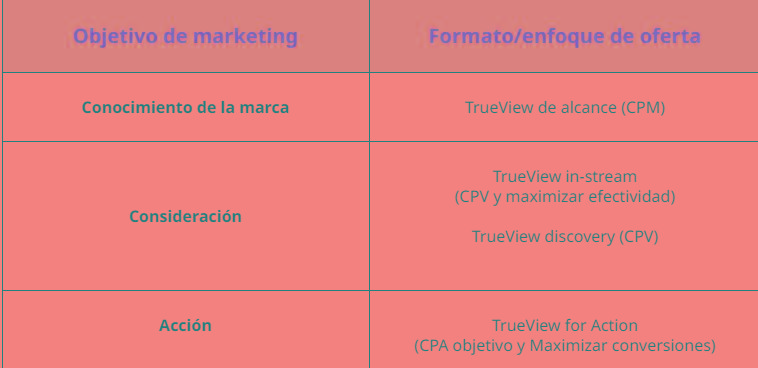 Objetivo de marketing
Formato/enfoque de oferta
Conocimiento de la marca
TrueView de alcance (CPM)
Consideración
TrueView in-stream
(CPV y maximizar efectividad)
TrueView discovery (CPV)
Acción
TrueView for Action
(CPA objetivo y Maximizar conversiones)